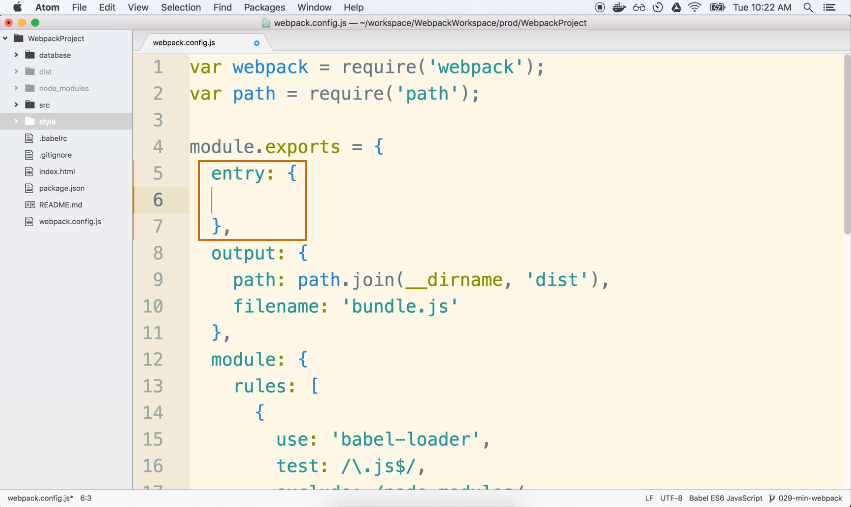 Atom File Edit View Selection Find Packages Window Help Tue 10:22 AM
webpack.config.js — ~/workspace/WebpackWorkspace/prod/WebpackProject
WebpackProject
database
dist
node_modules
src
style
.babelrc
.gitignore
index.html
package.json
README.md
webpack.config.js
webpack.config.js
1 var webpack = require('webpack');
2 var path = require('path');
3
4 module.exports = {
5 entry: {
6
7 },
8 output: {
9 path: path.join(__dirname, 'dist'),
10 filename: 'bundle.js'
11 },
12 module: {
13 rules: [
14 {
15 use: 'babel-loader',
16 test: /\.js$/,
webpack.config.js* 6:3 LF UTF-8 Babel ES6 JavaScript 029-min-webpack